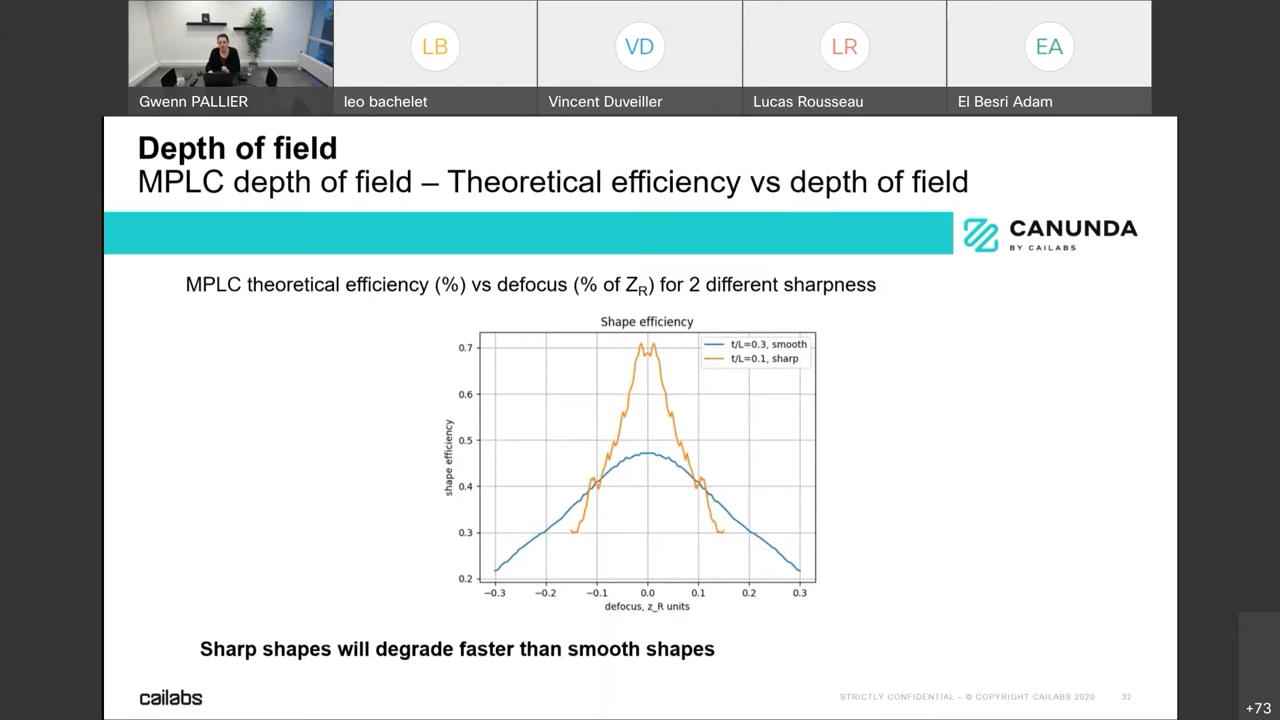 LB
VD
LR
EA
Gwenn PALLIER
leo bachelet
Vincent Duveiller
Lucas Rousseau
El Besri Adam
Depth of field
MPLC depth of field – Theoretical efficiency vs depth of field
CANUNDA
BY CAILABS
MPLC theoretical efficiency (%) vs defocus (% of ZR) for 2 different sharpness
Shape efficiency
t/L=0.3, smooth
t/L=0.1, sharp
shape efficiency
0.7
0.6
0.5
0.4
0.3
0.2
−0.3 −0.2 −0.1 0.0 0.1 0.2 0.3
defocus, z_R units
Sharp shapes will degrade faster than smooth shapes
cailabs
STRICTLY CONFIDENTIAL – © COPYRIGHT CAILABS 2020 32
+73